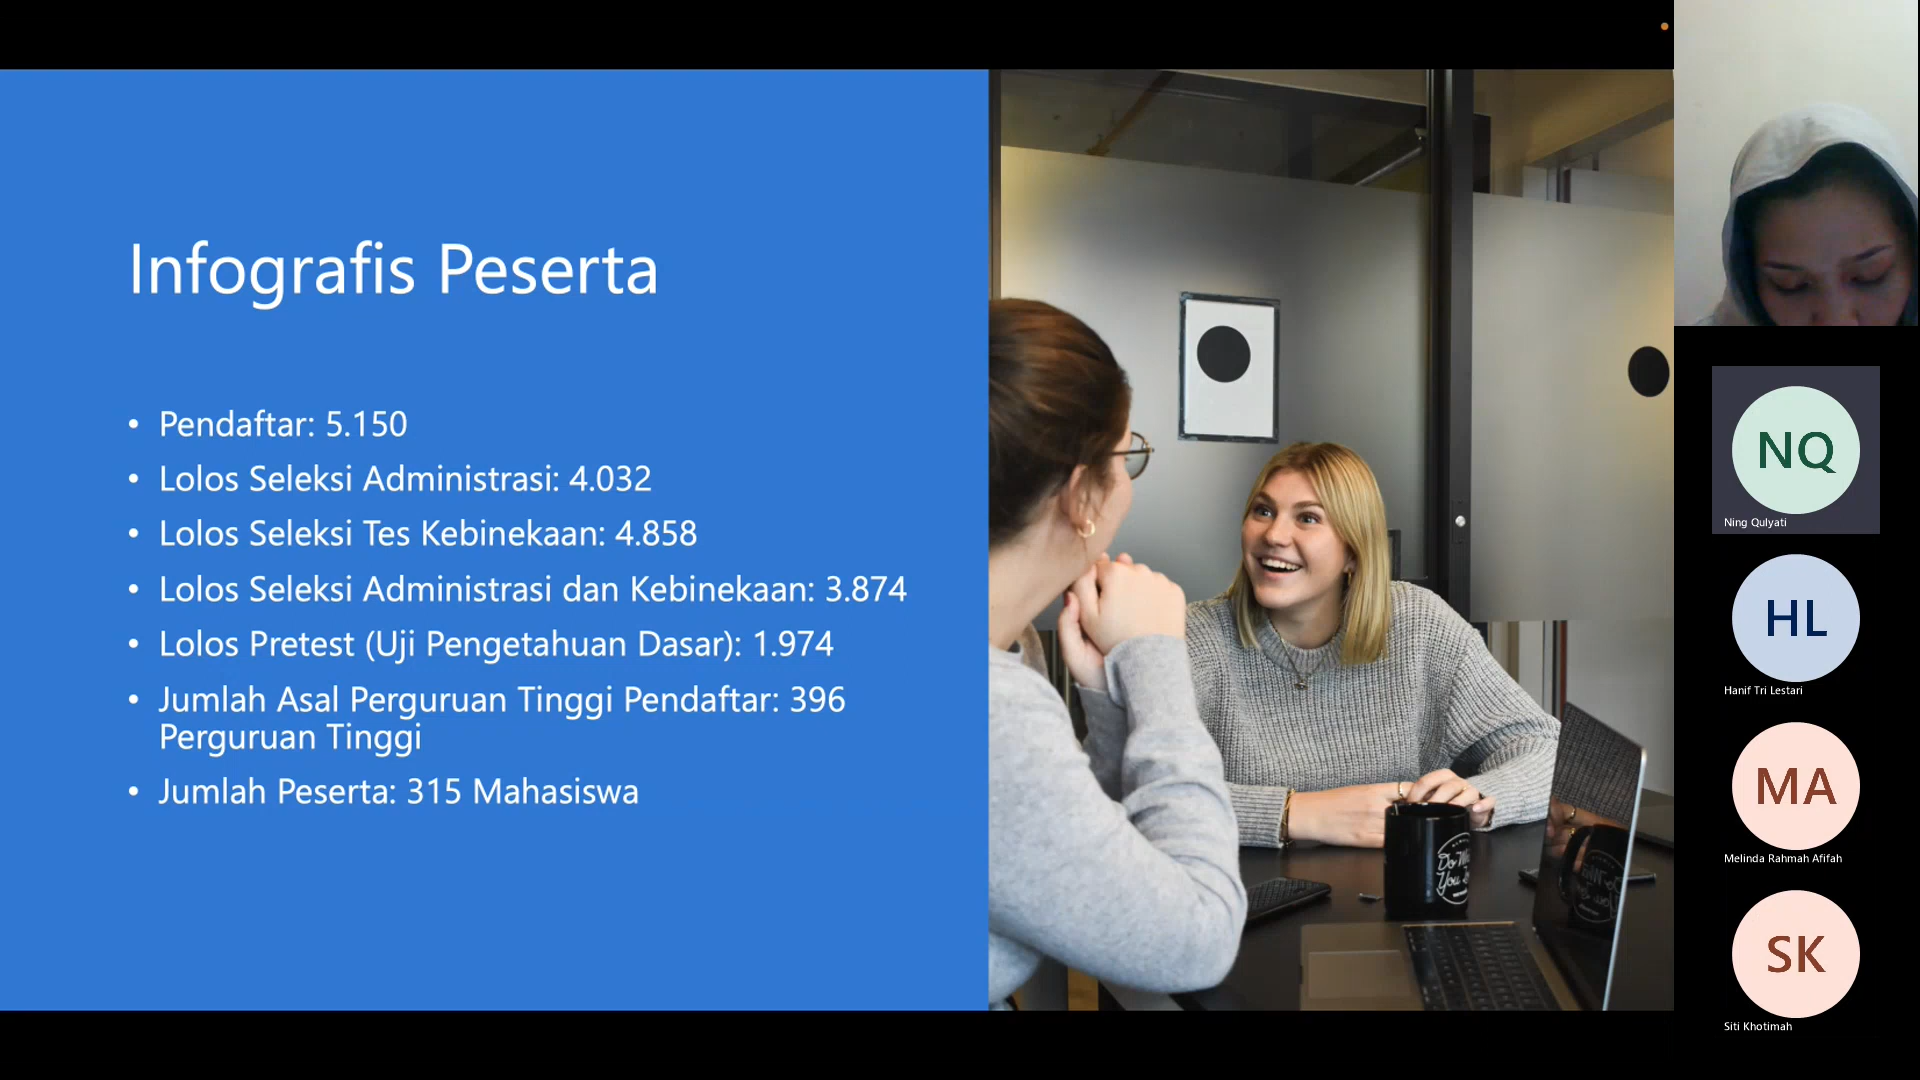 Infografis Peserta
• Pendaftar: 5.150
• Lolos Seleksi Administrasi: 4.032
• Lolos Seleksi Tes Kebinekaan: 4.858
• Lolos Seleksi Administrasi dan Kebinekaan: 3.874
• Lolos Pretest (Uji Pengetahuan Dasar): 1.974
• Jumlah Asal Perguruan Tinggi Pendaftar: 396
Perguruan Tinggi
• Jumlah Peserta: 315 Mahasiswa
NQ
Ning Qulyati
HL
Hanif Tri Lestari
MA
Melinda Rahmah Afifah
SK
Siti Khotimah